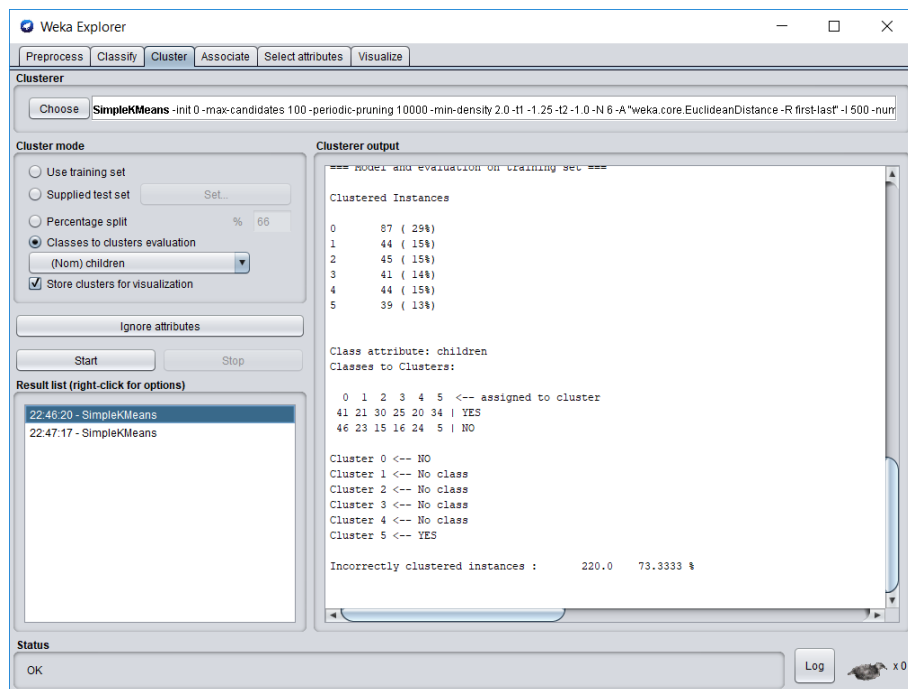 Weka Explorer
Preprocess Classify Cluster Associate Select attributes Visualize
Clusterer
Choose SimpleKMeans -init 0 -max-candidates 100 -periodic-pruning 10000 -min-density 2.0 -t1 -1.25 -t2 -1.0 -N 6 -A "weka.core.EuclideanDistance -R first-last" -I 500 -num
Cluster mode
Use training set
Supplied test set Set...
Percentage split % 66
Classes to clusters evaluation
(Nom) children
Store clusters for visualization
Ignore attributes
Start Stop
Result list (right-click for options)
22:46:20 - SimpleKMeans
22:47:17 - SimpleKMeans
Clusterer output
=== Model and evaluation on training set ===
Clustered Instances
0 87 ( 29%)
1 44 ( 15%)
2 45 ( 15%)
3 41 ( 14%)
4 44 ( 15%)
5 39 ( 13%)
Class attribute: children
Classes to Clusters:
0 1 2 3 4 5 <-- assigned to cluster
41 21 30 25 20 34 | YES
46 23 15 16 24 5 | NO
Cluster 0 <-- NO
Cluster 1 <-- No class
Cluster 2 <-- No class
Cluster 3 <-- No class
Cluster 4 <-- No class
Cluster 5 <-- YES
Incorrectly clustered instances : 220.0 73.3333 %
Status
OK
Log
x 0